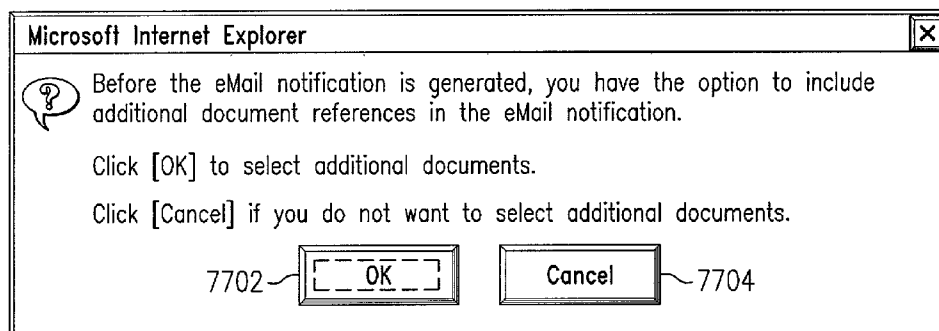 Microsoft Internet Explorer
Before the eMail notification is generated, you have the option to include
additional document references in the eMail notification.
Click [OK] to select additional documents.
Click [Cancel] if you do not want to select additional documents.
7702 OK Cancel 7704